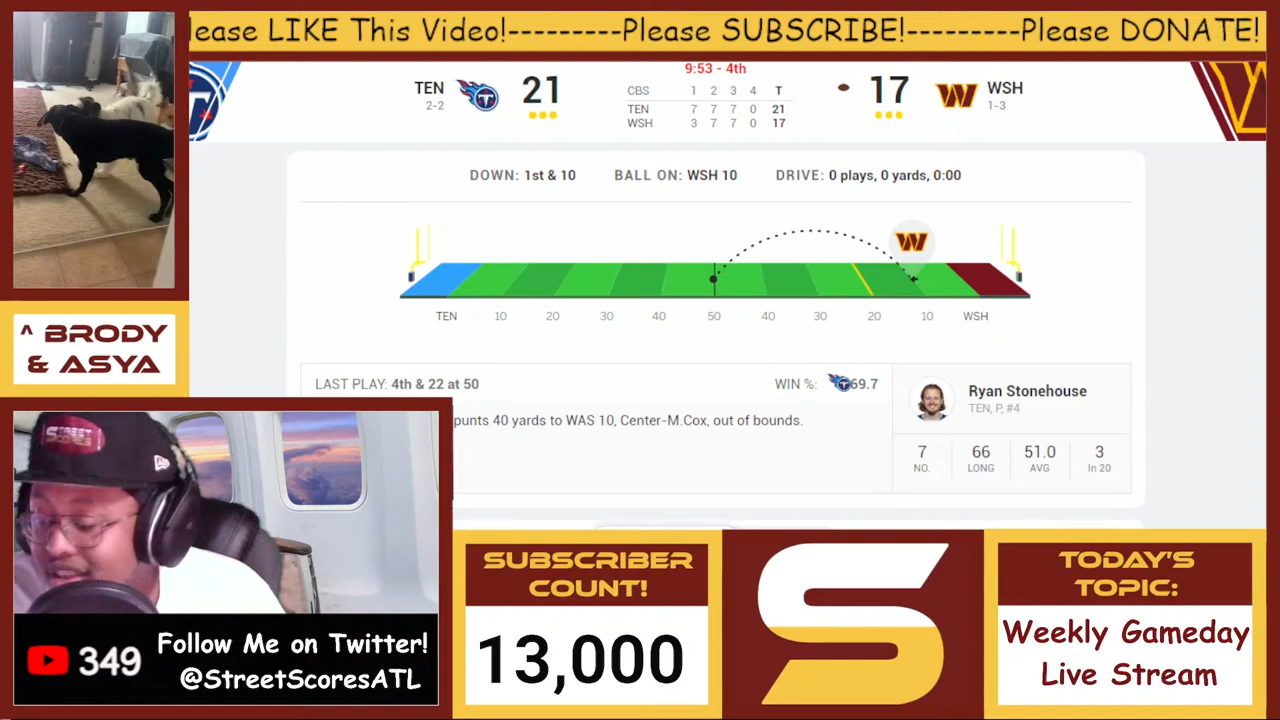 lease LIKE This Video!---------Please SUBSCRIBE!---------Please DONATE!
9:53 - 4th
TEN
2-2
21
CBS 1 2 3 4 T
TEN 7 7 7 0 21
WSH 3 7 7 0 17
17
WSH
1-3
DOWN: 1st & 10 BALL ON: WSH 10 DRIVE: 0 plays, 0 yards, 0:00
TEN 10 20 30 40 50 40 30 20 10 WSH
LAST PLAY: 4th & 22 at 50
WIN %: 69.7
punts 40 yards to WAS 10, Center-M.Cox, out of bounds.
Ryan Stonehouse
TEN, P, #4
7 66 51.0 3
NO. LONG AVG In 20
^ BRODY
& ASYA
STREET
SCORES
349
Follow Me on Twitter!
@StreetScoresATL
SUBSCRIBER
COUNT!
13,000
S
TODAY'S
TOPIC:
Weekly Gameday
Live Stream